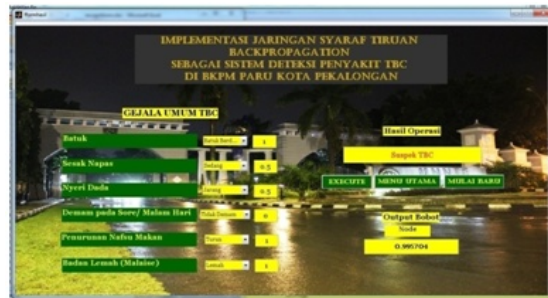 IMPLEMENTASI JARINGAN SYARAF TIRUAN
BACKPROPAGATION
SEBAGAI SISTEM DETEKSI PENYAKIT TBC
DI BKPM PARU KOTA PEKALONGAN
GEJALA UMUM TBC
Batuk Batuk Berd... 1
Sesak Napas Sedang 0.5
Nyeri Dada Jarang 0.5
Demam pada Sore/ Malam Hari Tidak Demam 0
Penurunan Nafsu Makan Turun 1
Badan Lemah (Malaise) Lemah 1
Hasil Operasi
Suspek TBC
EXECUTE MENU UTAMA MULAI BARU
Output Bobot
Node
0.995704